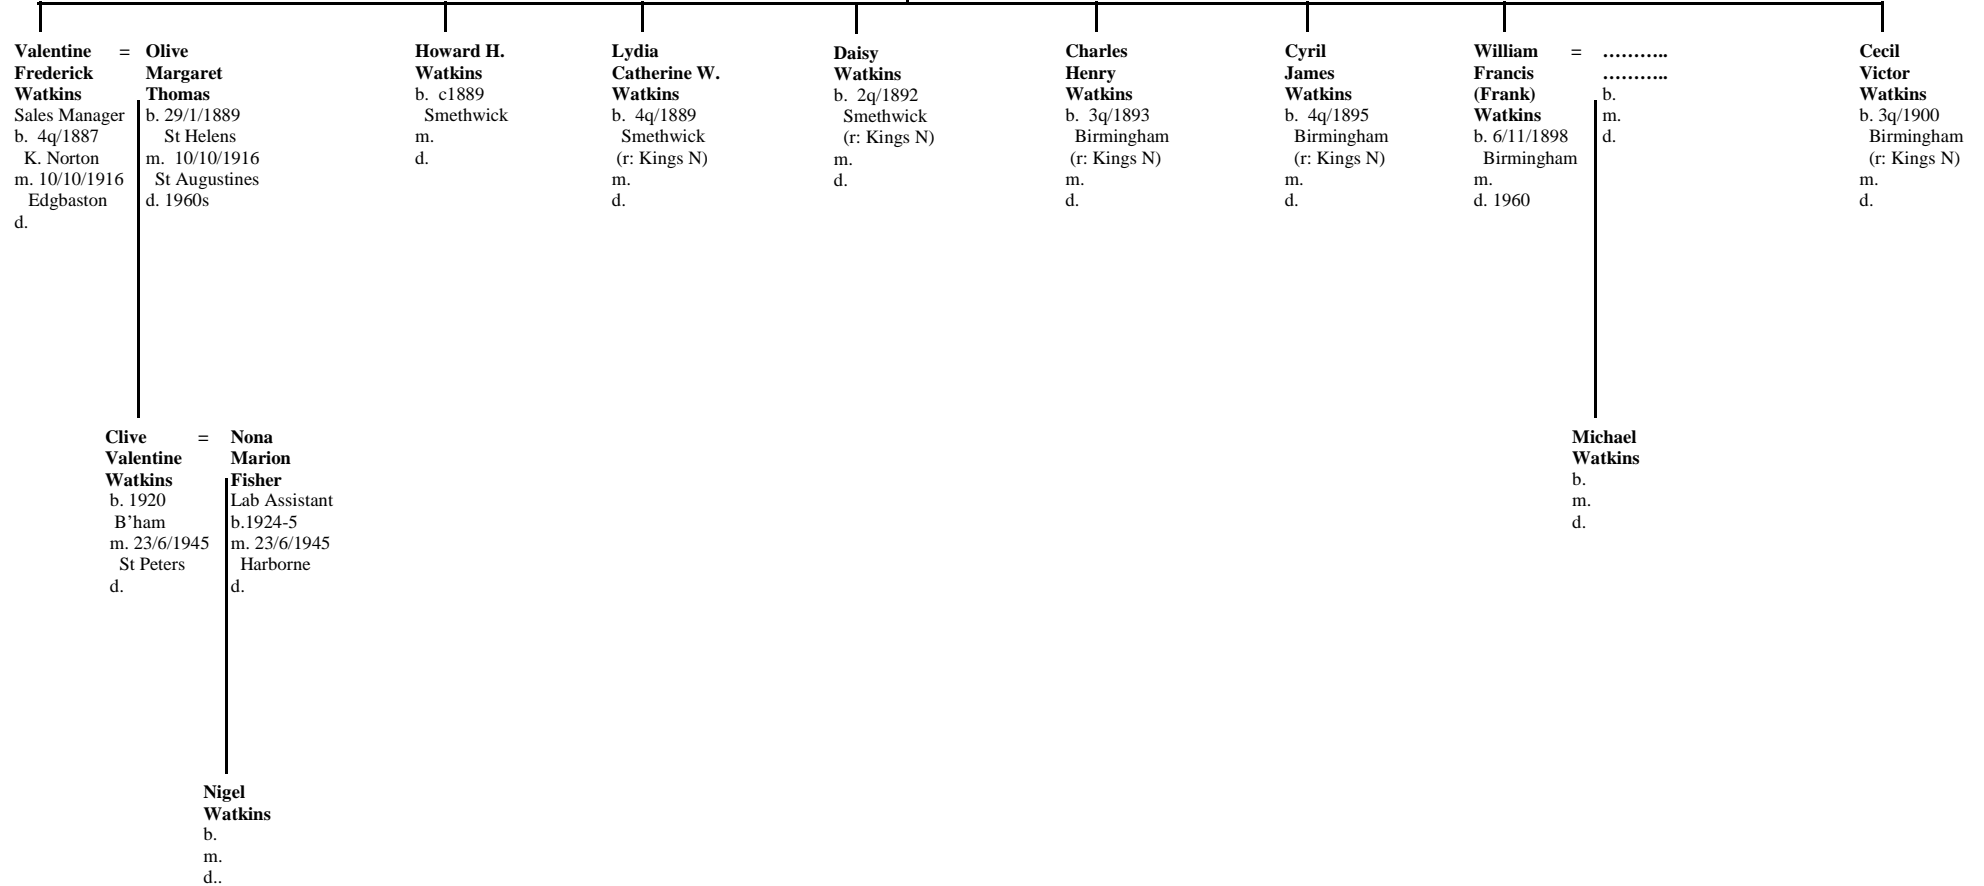 Valentine =
Frederick
Watkins
Sales Manager
b. 4q/1887
K. Norton
m. 10/10/1916
Edgbaston
d.
Olive
Margaret
Thomas
b. 29/1/1889
St Helens
m. 10/10/1916
St Augustines
d. 1960s
Howard H.
Watkins
b. c1889
Smethwick
m.
d.
Lydia
Catherine W.
Watkins
b. 4q/1889
Smethwick
(r: Kings N)
m.
d.
Daisy
Watkins
b. 2q/1892
Smethwick
(r: Kings N)
m.
d.
Charles
Henry
Watkins
b. 3q/1893
Birmingham
(r: Kings N)
m.
d.
Cyril
James
Watkins
b. 4q/1895
Birmingham
(r: Kings N)
m.
d.
William =
Francis
(Frank)
Watkins
b. 6/11/1898
Birmingham
m.
d. 1960
………..
………..
b.
m.
d.
Cecil
Victor
Watkins
b. 3q/1900
Birmingham
(r: Kings N)
m.
d.
Clive =
Valentine
Watkins
b. 1920
B’ham
m. 23/6/1945
St Peters
d.
Nona
Marion
Fisher
Lab Assistant
b.1924-5
m. 23/6/1945
Harborne
d.
Michael
Watkins
b.
m.
d.
Nigel
Watkins
b.
m.
d..